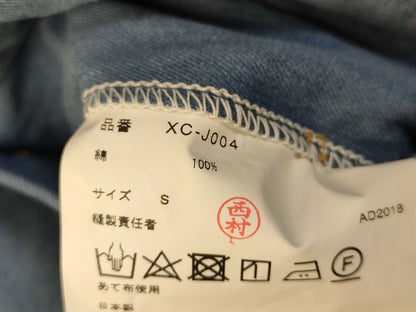 品番 XC-J004
綿 100%
サイズ S
縫製責任者 西村
AD2018
F
あて布使用
日本製